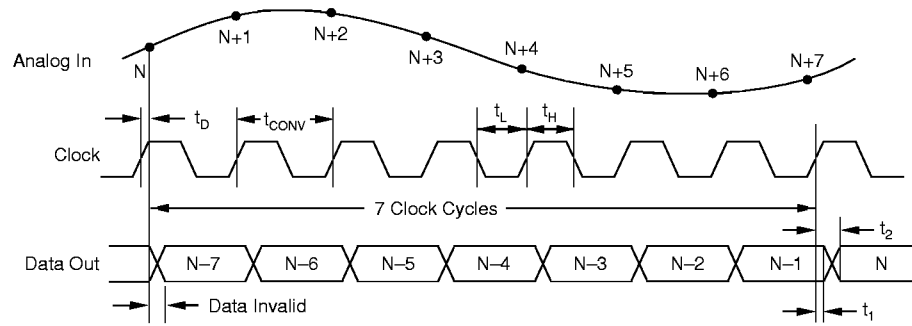 Analog In
N
N+1
N+2
N+3
N+4
N+5
N+6
N+7
tD
tCONV
tL
tH
Clock
7 Clock Cycles
t2
Data Out
N–7
N–6
N–5
N–4
N–3
N–2
N–1
N
Data Invalid
t1